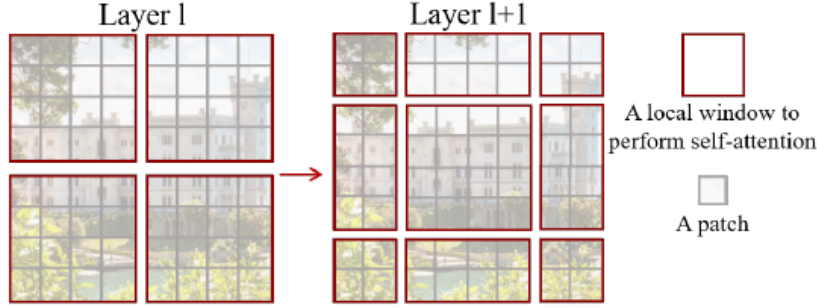 Layer l
Layer l+1
A local window to
perform self-attention
A patch